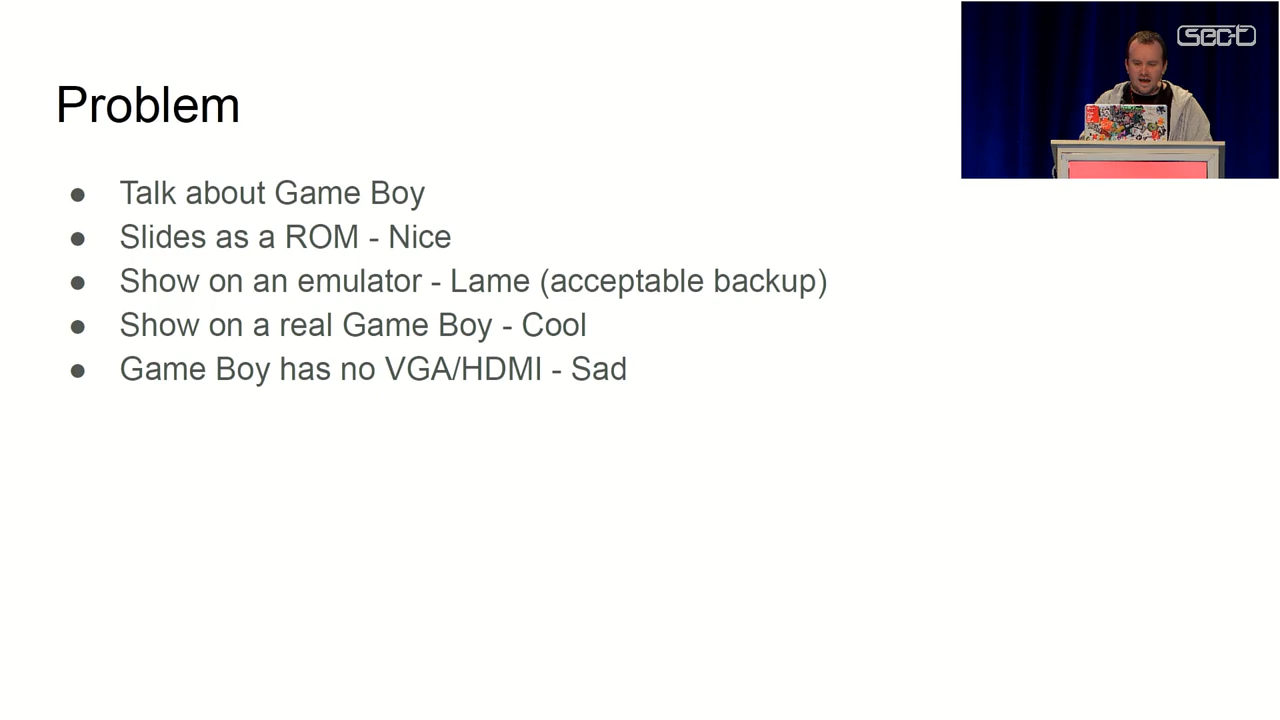 sec-t
Problem
● Talk about Game Boy
● Slides as a ROM - Nice
● Show on an emulator - Lame (acceptable backup)
● Show on a real Game Boy - Cool
● Game Boy has no VGA/HDMI - Sad